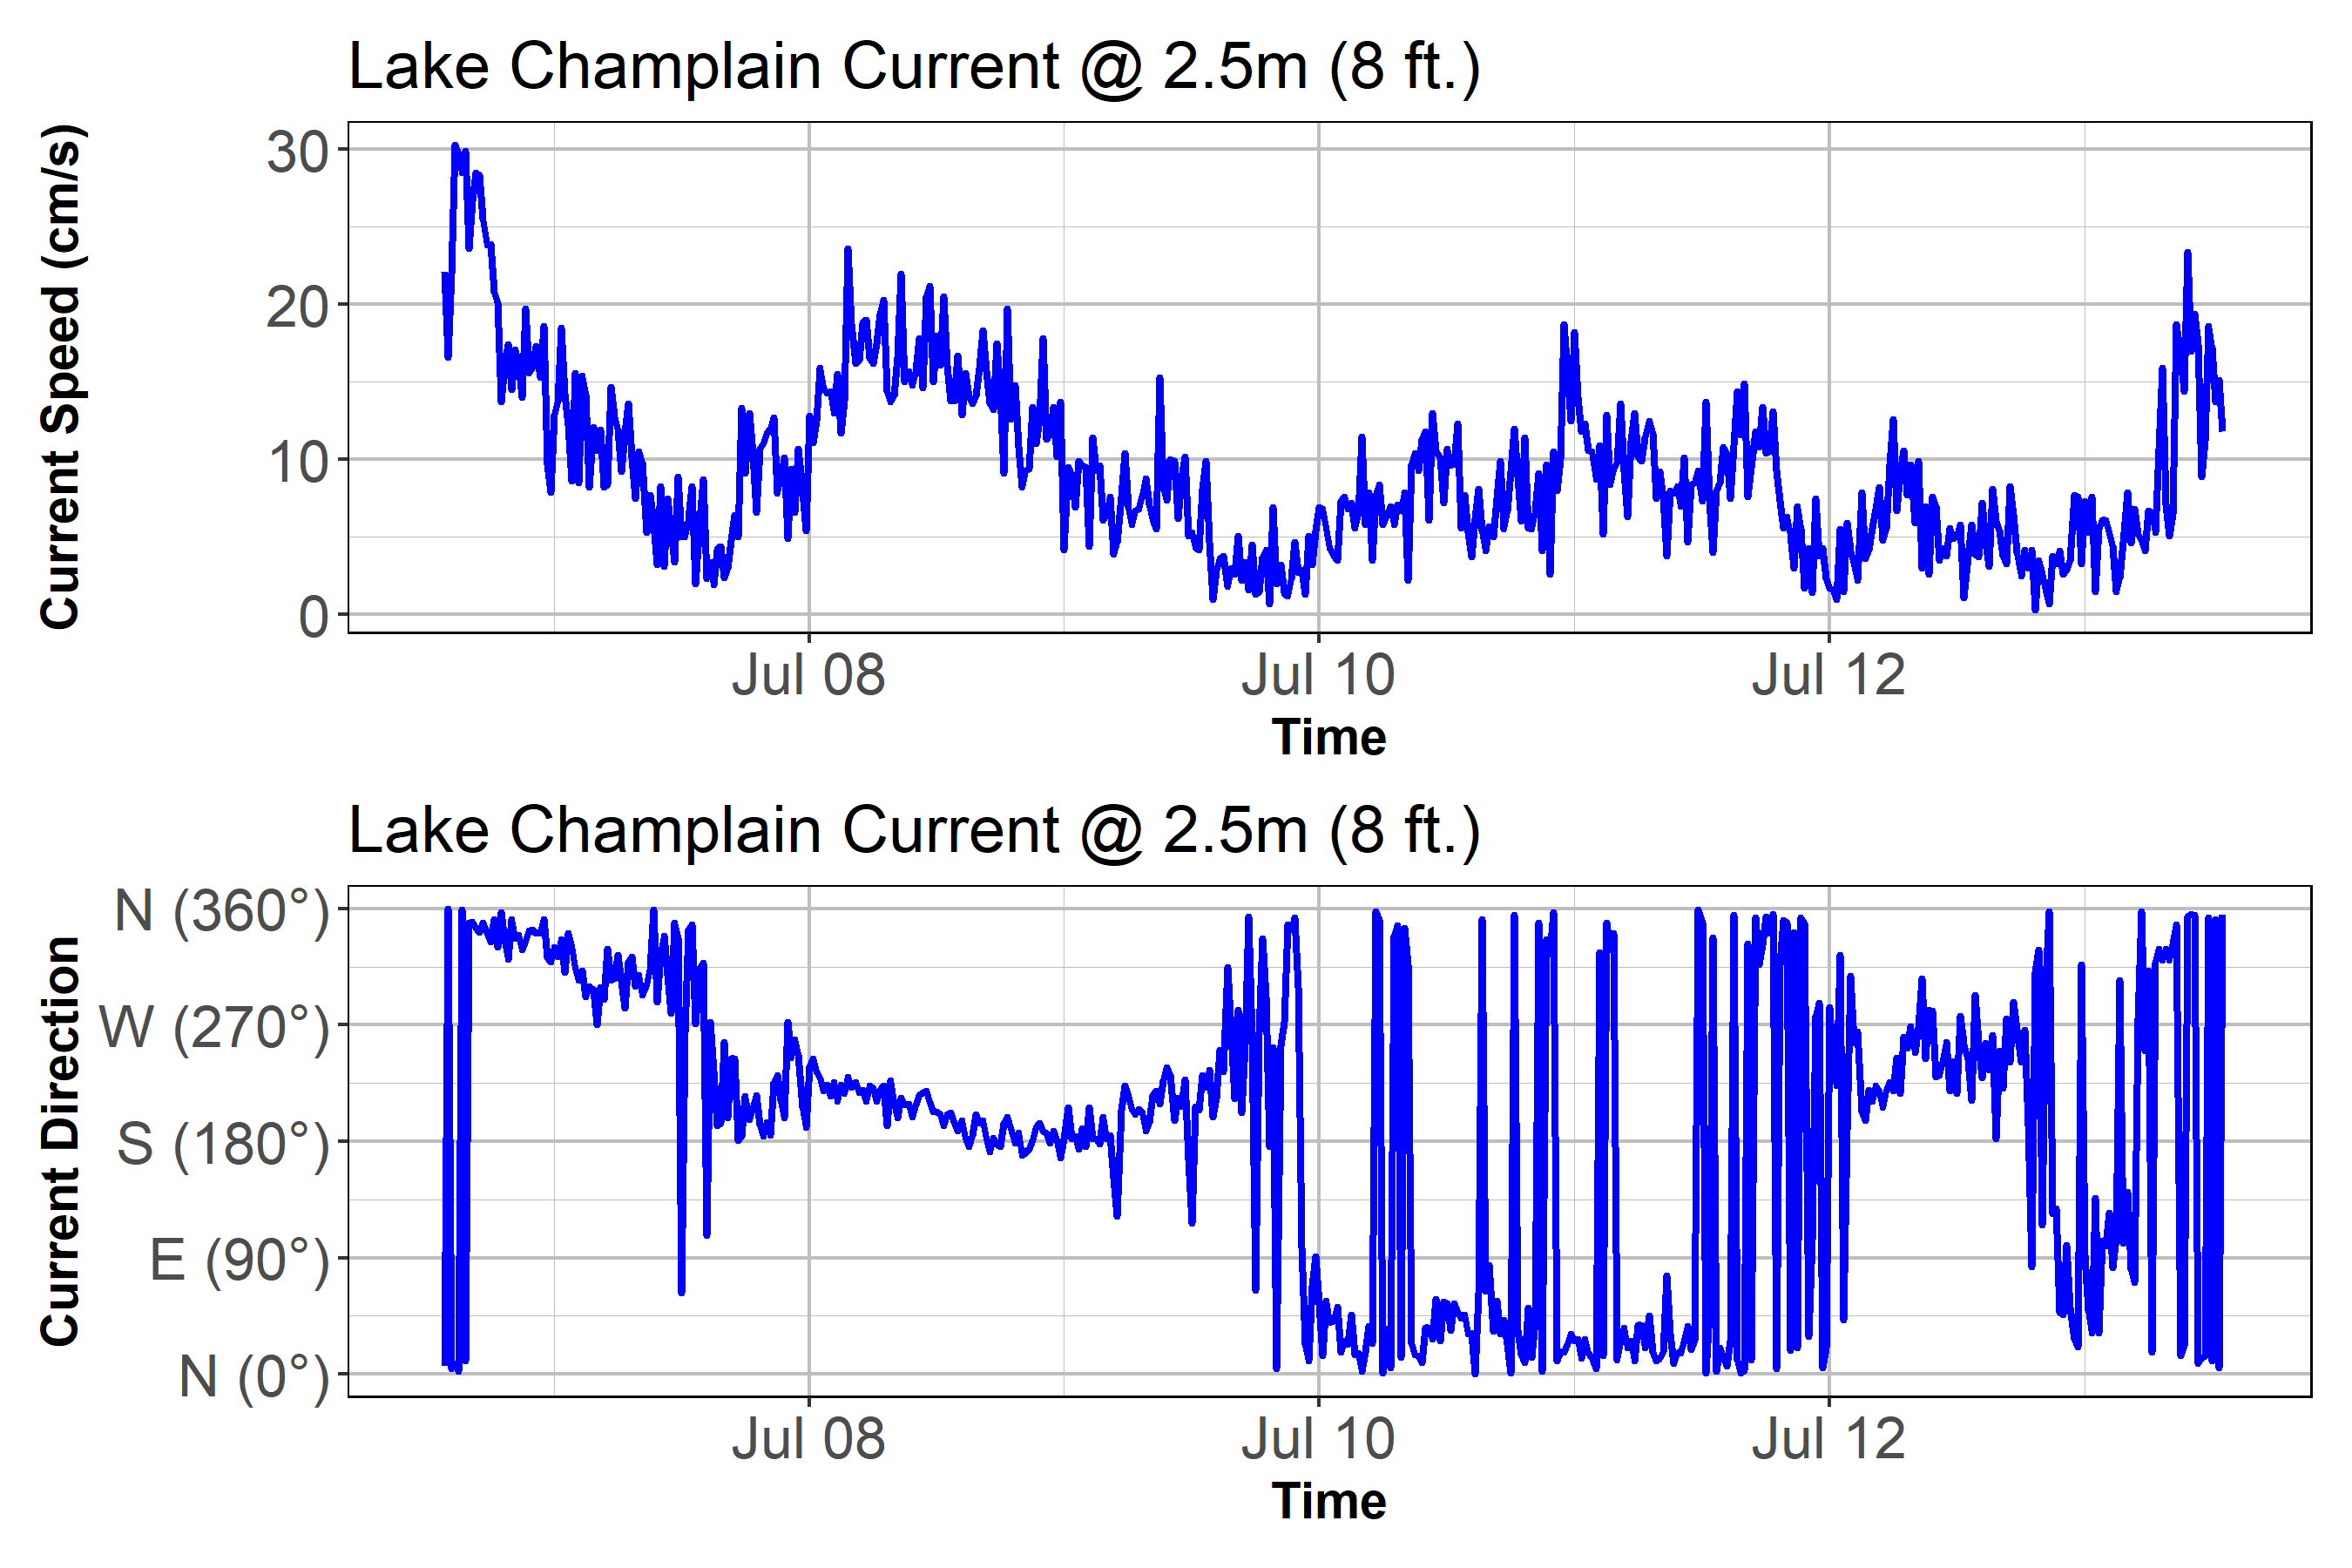 Lake Champlain Current @ 2.5m (8 ft.)
Current Speed (cm/s)
30
20
10
0
Jul 08 Jul 10 Jul 12
Time
Lake Champlain Current @ 2.5m (8 ft.)
Current Direction
N (360°)
W (270°)
S (180°)
E (90°)
N (0°)
Jul 08 Jul 10 Jul 12
Time